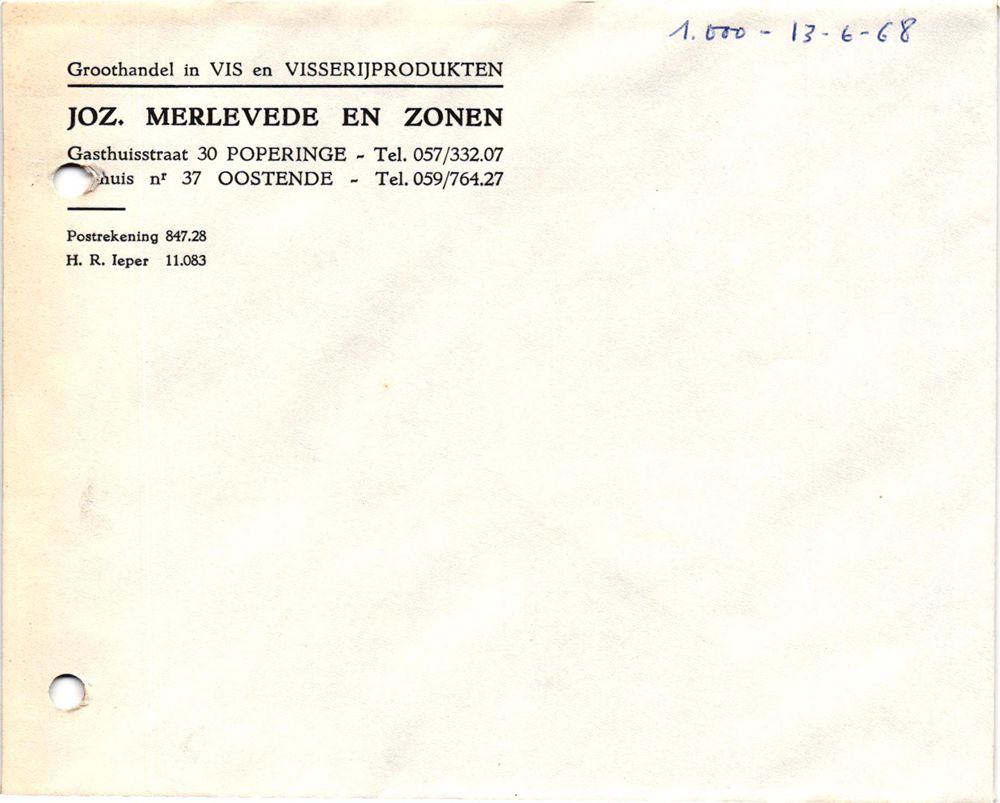 1.000 - 13-6-68
Groothandel in VIS en VISSERIJPRODUKTEN
JOZ. MERLEVEDE EN ZONEN
Gasthuisstraat 30 POPERINGE - Tel. 057/332.07
nr 37 OOSTENDE - Tel. 059/764.27
Postrekening 847.28
H. R. Ieper 11.083